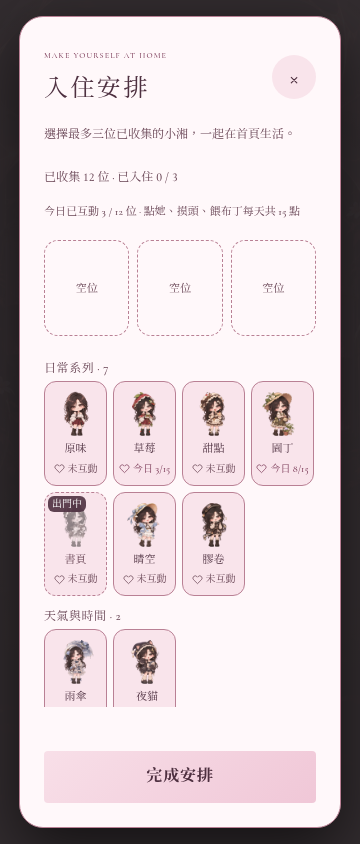 MAKE YOURSELF AT HOME
入住安排
×
選擇最多三位已收集的小湘，一起在首頁生活。
已收集 12 位 · 已入住 0 / 3
今日已互動 3 / 12 位 · 點她、摸頭、餵布丁每天共 15 點
空位
空位
空位
日常系列 · 7
原味
♡ 未互動
草莓
♡ 今日 3/15
甜點
♡ 未互動
園丁
♡ 今日 8/15
出門中
書頁
♡ 未互動
晴空
♡ 未互動
膠卷
♡ 未互動
天氣與時間 · 2
雨傘
夜貓
完成安排